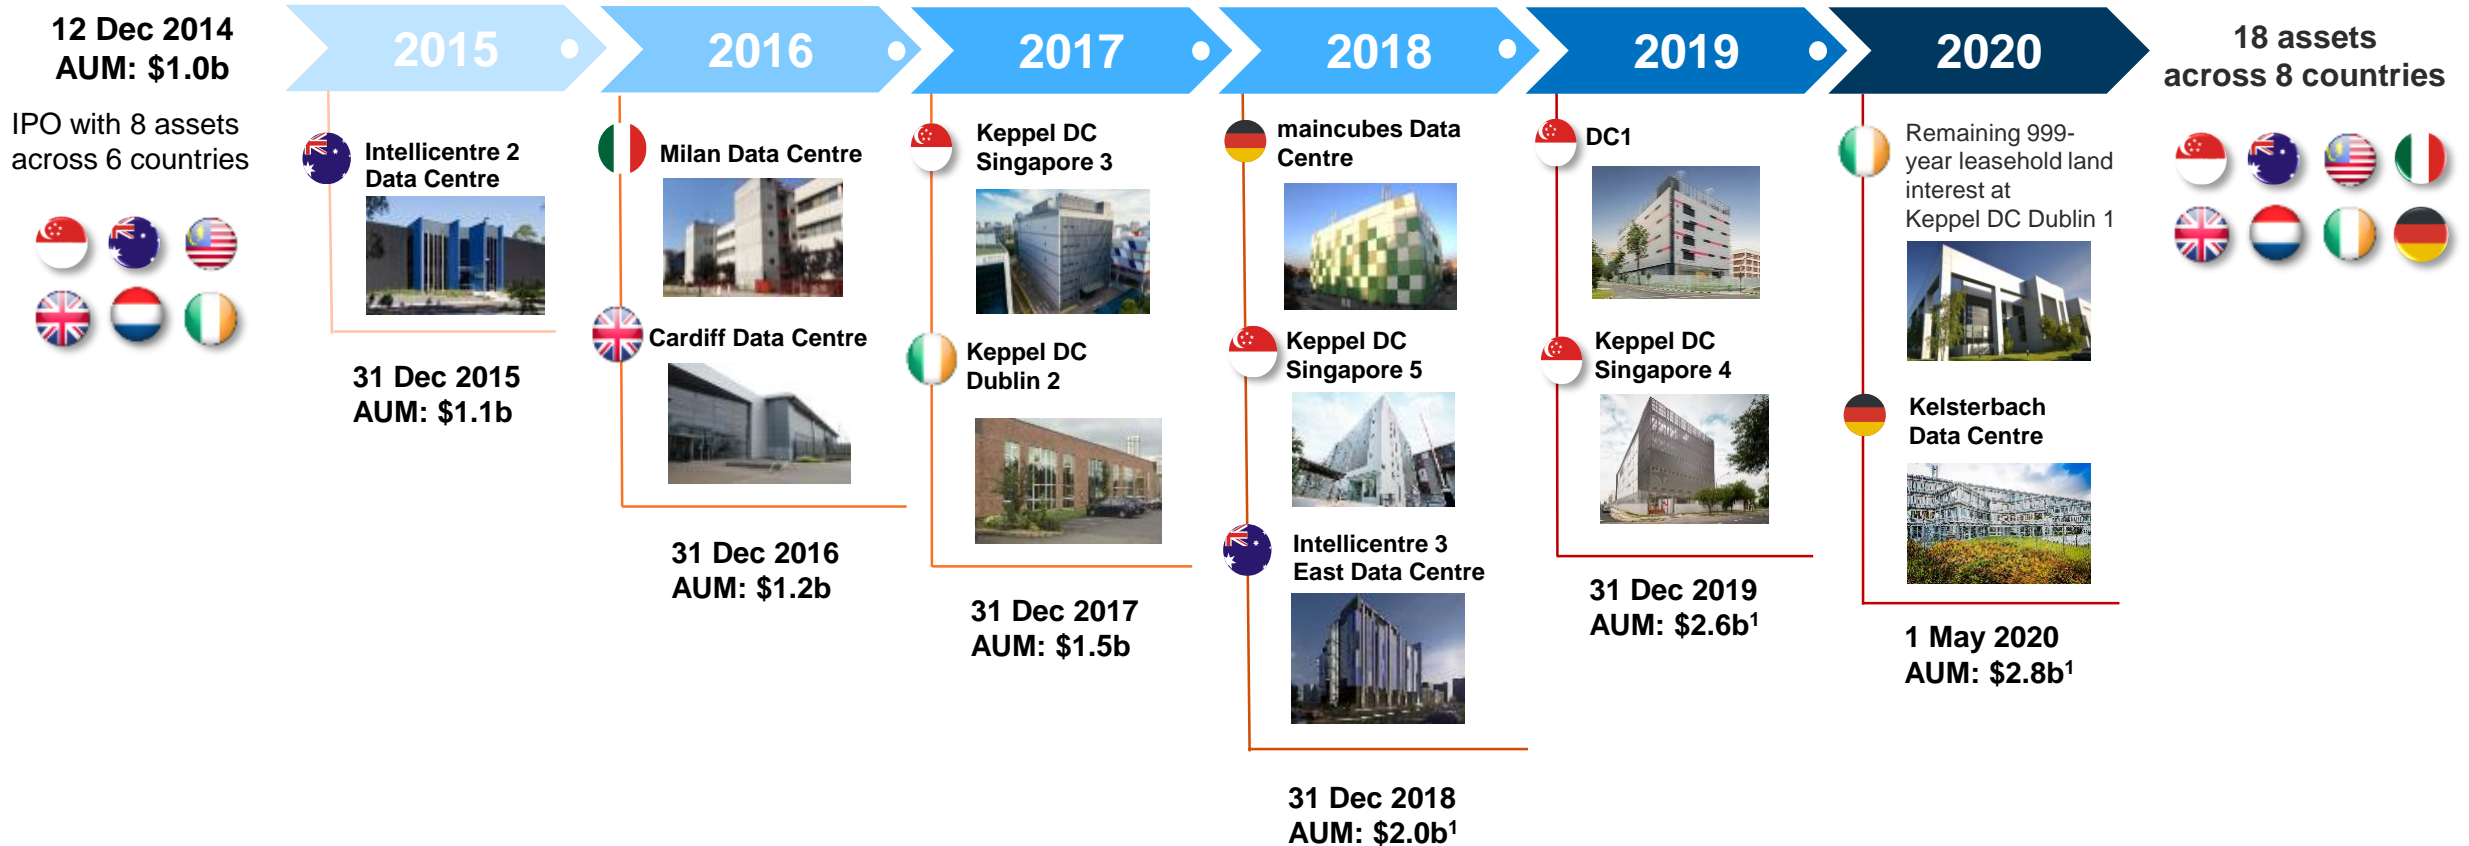 12 Dec 2014
AUM: $1.0b
IPO with 8 assets
across 6 countries
2015
Intellicentre 2
Data Centre
31 Dec 2015
AUM: $1.1b
2016
Milan Data Centre
Cardiff Data Centre
31 Dec 2016
AUM: $1.2b
2017
Keppel DC
Singapore 3
Keppel DC
Dublin 2
31 Dec 2017
AUM: $1.5b
2018
maincubes Data
Centre
Keppel DC
Singapore 5
Intellicentre 3
East Data Centre
31 Dec 2018
AUM: $2.0b¹
2019
DC1
Keppel DC
Singapore 4
31 Dec 2019
AUM: $2.6b¹
2020
Remaining 999-
year leasehold land
interest at
Keppel DC Dublin 1
Kelsterbach
Data Centre
1 May 2020
AUM: $2.8b¹
18 assets
across 8 countries